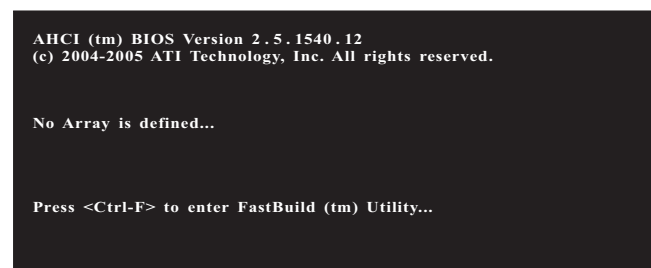 AHCI (tm) BIOS Version 2.5.1540.12
(c) 2004-2005 ATI Technology, Inc. All rights reserved.
No Array is defined...
Press <Ctrl-F> to enter FastBuild (tm) Utility...